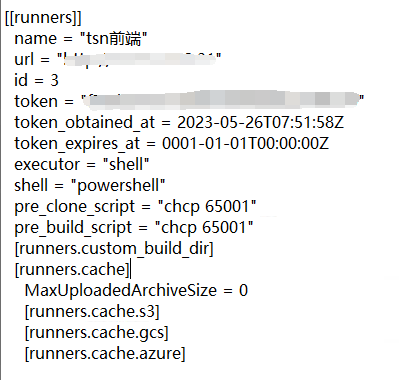 [[runners]]
name = "tsn前端"
url = "
id = 3
token = "
token_obtained_at = 2023-05-26T07:51:58Z
token_expires_at = 0001-01-01T00:00:00Z
executor = "shell"
shell = "powershell"
pre_clone_script = "chcp 65001"
pre_build_script = "chcp 65001"
[runners.custom_build_dir]
[runners.cache]
MaxUploadedArchiveSize = 0
[runners.cache.s3]
[runners.cache.gcs]
[runners.cache.azure]